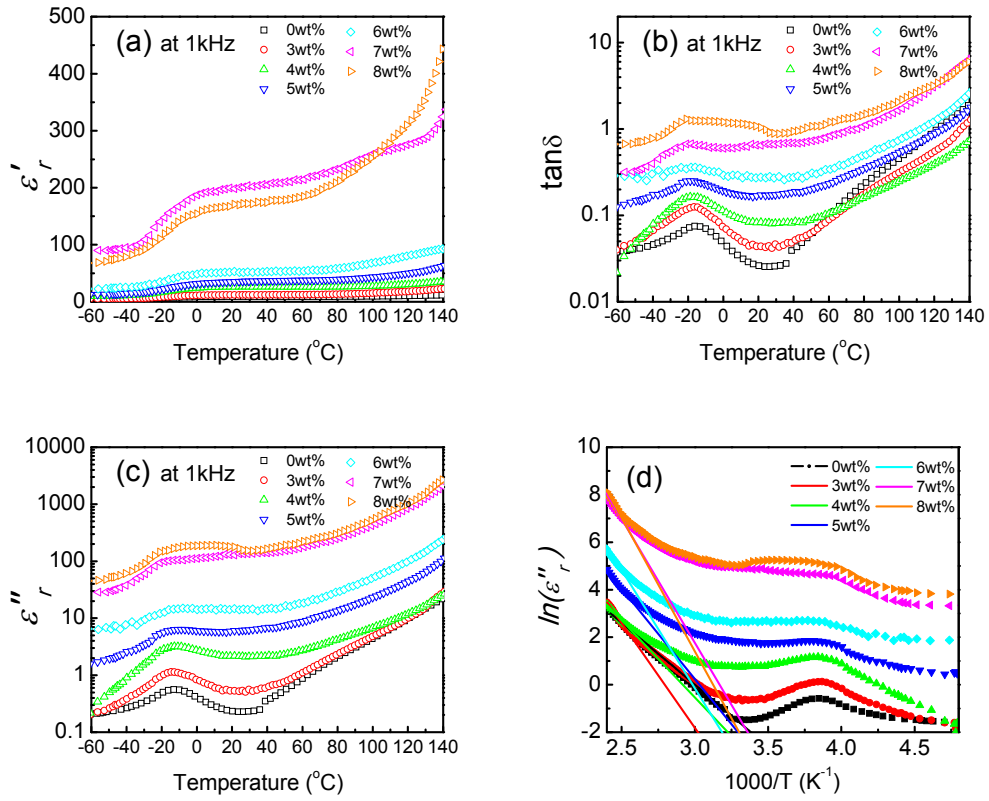 (a) at 1kHz
0wt% 6wt%
3wt% 7wt%
4wt% 8wt%
5wt%
500
400
300
200
100
0
ε′r
-60 -40 -20 0 20 40 60 80 100 120 140
Temperature (°C)
(b) at 1kHz
0wt% 6wt%
3wt% 7wt%
4wt% 8wt%
5wt%
10
1
0.1
0.01
tanδ
-60 -40 -20 0 20 40 60 80 100 120 140
Temperature (°C)
(c) at 1kHz
0wt% 6wt%
3wt% 7wt%
4wt% 8wt%
5wt%
10000
1000
100
10
1
0.1
ε″r
-60 -40 -20 0 20 40 60 80 100 120 140
Temperature (°C)
(d)
0wt% 6wt%
3wt% 7wt%
4wt% 8wt%
5wt%
10
8
6
4
2
0
-2
ln(ε″r)
2.5 3.0 3.5 4.0 4.5
1000/T (K⁻¹)